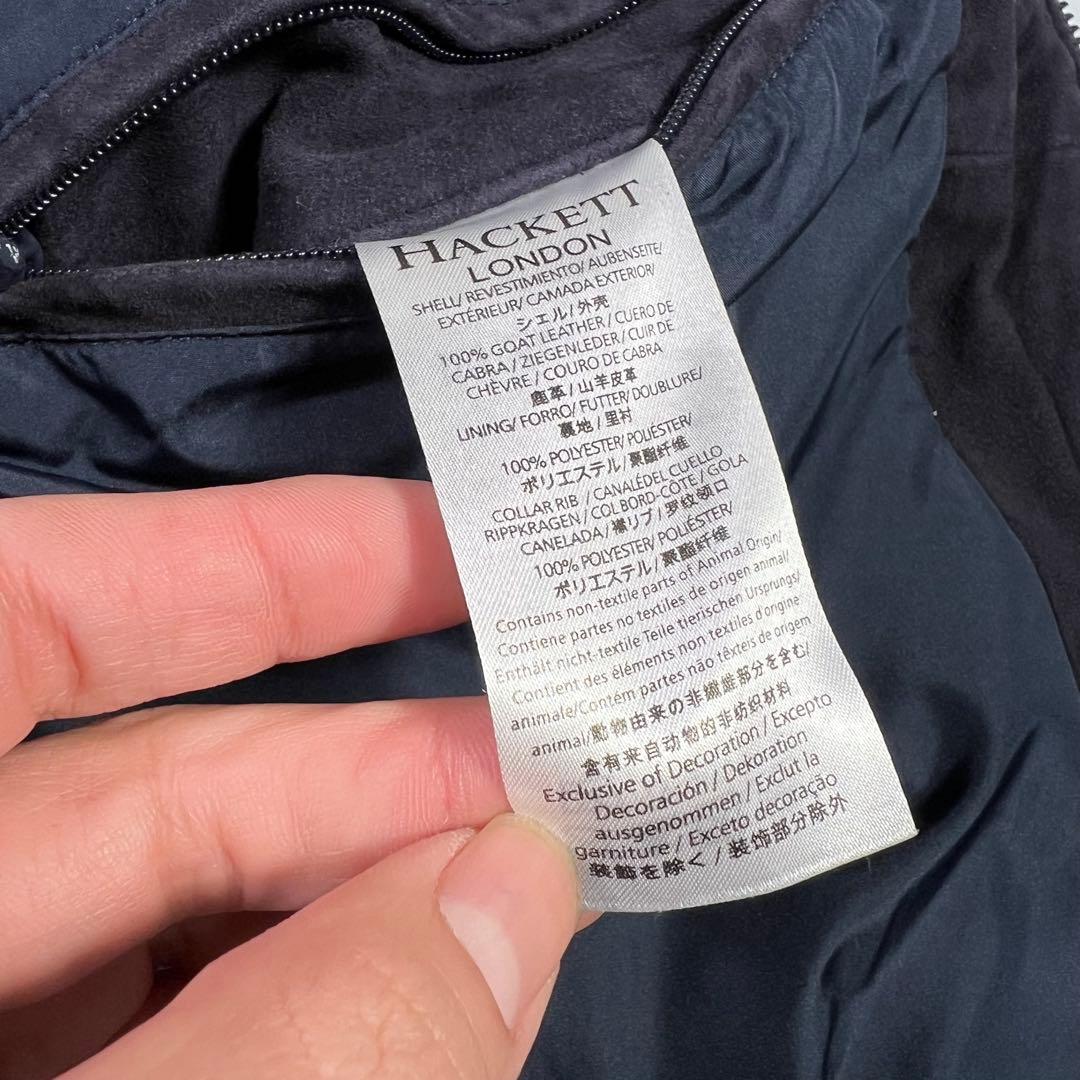 HACKETT
LONDON
SHELL/ REVESTIMIENTO/ AUBENSEITE/
EXTÉRIEUR/ CAMADA EXTERIOR/
シェル/外壳
100% GOAT LEATHER / CUERO DE
CABRA / ZIEGENLEDER / CUIR DE
CHÈVRE / COURO DE CABRA
鹿革 / 山羊皮革
LINING/ FORRO/ FUTTER/ DOUBLURE/
裏地 / 里衬
100% POLYESTER/ POLIÉSTER/
ポリエステル / 聚酯纤维
COLLAR RIB / CANALÉDEL CUELLO
RIPPKRAGEN / COL BORD-CÔTE / GOLA
CANELADA / 襟リブ / 罗纹领口
100% POLYESTER/ POLIÉSTER/
ポリエステル / 聚酯纤维
Contains non-textile parts of Animal Origin/
Contiene partes no textiles de origen animal/
Enthält nicht-textile Teile tierischen Ursprungs/
Contient des éléments non textiles d'origine
animale/Contém partes não têxteis de origem
animal/動物由来の非繊維部分を含む/
含有来自动物的非纺织材料
Exclusive of Decoration / Excepto
Decoración / Dekoration
ausgenommen / Exclut la
garniture / Exceto decoração
装飾を除く / 装饰部分除外